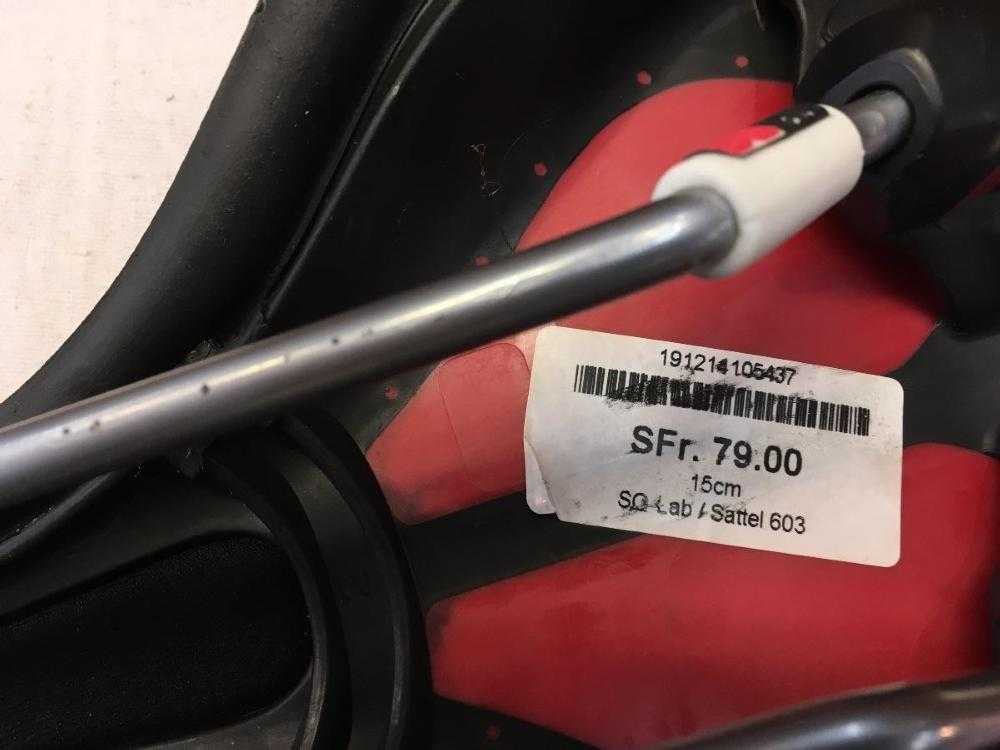 191214105437
SFr. 79.00
15cm
SQ-Lab / Sattel 603